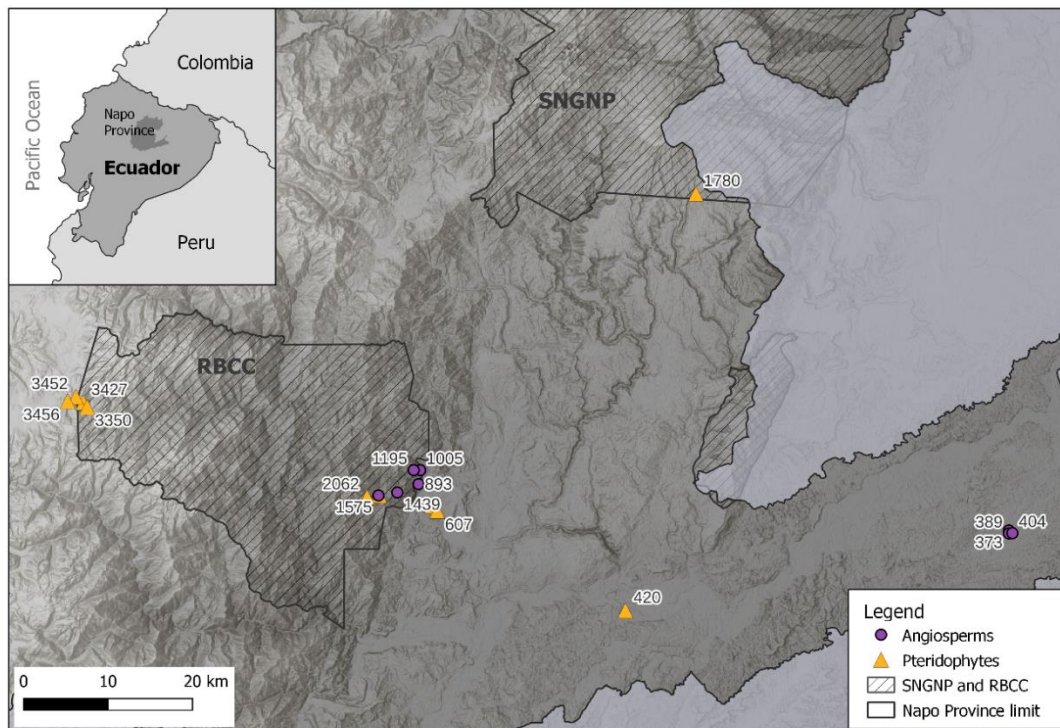 Colombia
Pacific Ocean
Napo
Province
Ecuador
Peru
SNGNP
1780
RBCC
3452
3427
3456
3350
1195
1005
2062
893
1575
1439
607
389
404
373
420
Legend
Angiosperms
Pteridophytes
SNGNP and RBCC
Napo Province limit
0
10
20 km